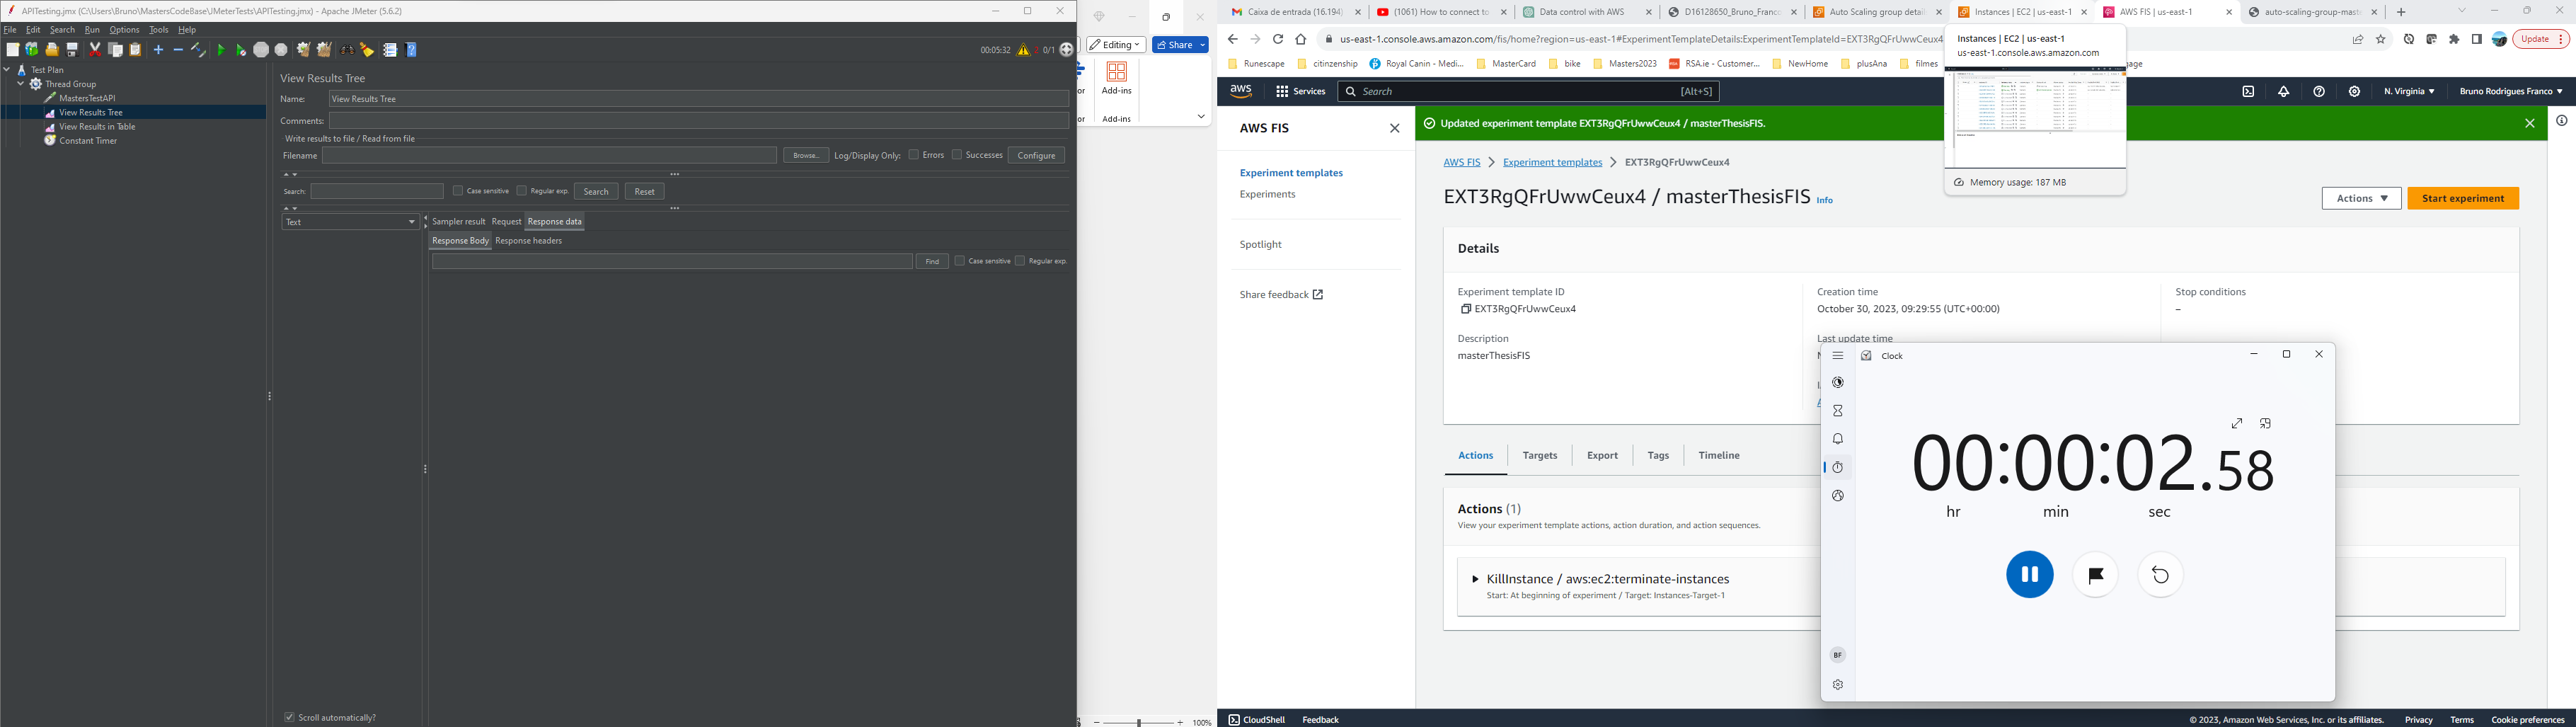 APITesting.jmx (C:\Users\Bruno\MastersCodeBase\JMeterTests\APITesting.jmx) - Apache JMeter (5.6.2)
File Edit Search Run Options Tools Help
00:05:32 0/1
Test Plan
Thread Group
MastersTestAPI
View Results Tree
View Results in Table
Constant Timer
View Results Tree
Name: View Results Tree
Comments:
Write results to file / Read from file
Filename Browse... Log/Display Only: Errors Successes Configure
Search: Case sensitive Regular exp. Search Reset
Text
Sampler result Request Response data
Response Body Response headers
Find Case sensitive Regular exp.
Scroll automatically?
Editing Share
or Add-ins
or Add-ins
100%
Caixa de entrada (16.194) (1061) How to connect to Data control with AWS D16128650_Bruno_Franco Auto Scaling group detail Instances | EC2 | us-east-1 AWS FIS | us-east-1 auto-scaling-group-maste
us-east-1.console.aws.amazon.com/fis/home?region=us-east-1#ExperimentTemplateDetails:ExperimentTemplateId=EXT3RgQFrUwwCeux4
Update
Runescape citizenship Royal Canin - Medi... MasterCard bike Masters2023 RSA.ie - Customer... NewHome plusAna filmes
Instances | EC2 | us-east-1
us-east-1.console.aws.amazon.com
Memory usage: 187 MB
aws Services Search [Alt+S] N. Virginia Bruno Rodrigues Franco
AWS FIS
Experiment templates
Experiments
Spotlight
Share feedback
Updated experiment template EXT3RgQFrUwwCeux4 / masterThesisFIS.
AWS FIS Experiment templates EXT3RgQFrUwwCeux4
EXT3RgQFrUwwCeux4 / masterThesisFIS Info
Actions Start experiment
Details
Experiment template ID
EXT3RgQFrUwwCeux4
Description
masterThesisFIS
Creation time
October 30, 2023, 09:29:55 (UTC+00:00)
Last update time
Stop conditions
–
Actions Targets Export Tags Timeline
Actions (1)
View your experiment template actions, action duration, and action sequences.
KillInstance / aws:ec2:terminate-instances
Start: At beginning of experiment / Target: Instances-Target-1
Clock
00:00:02.58
hr min sec
BF
CloudShell Feedback
© 2023, Amazon Web Services, Inc. or its affiliates. Privacy Terms Cookie preferences